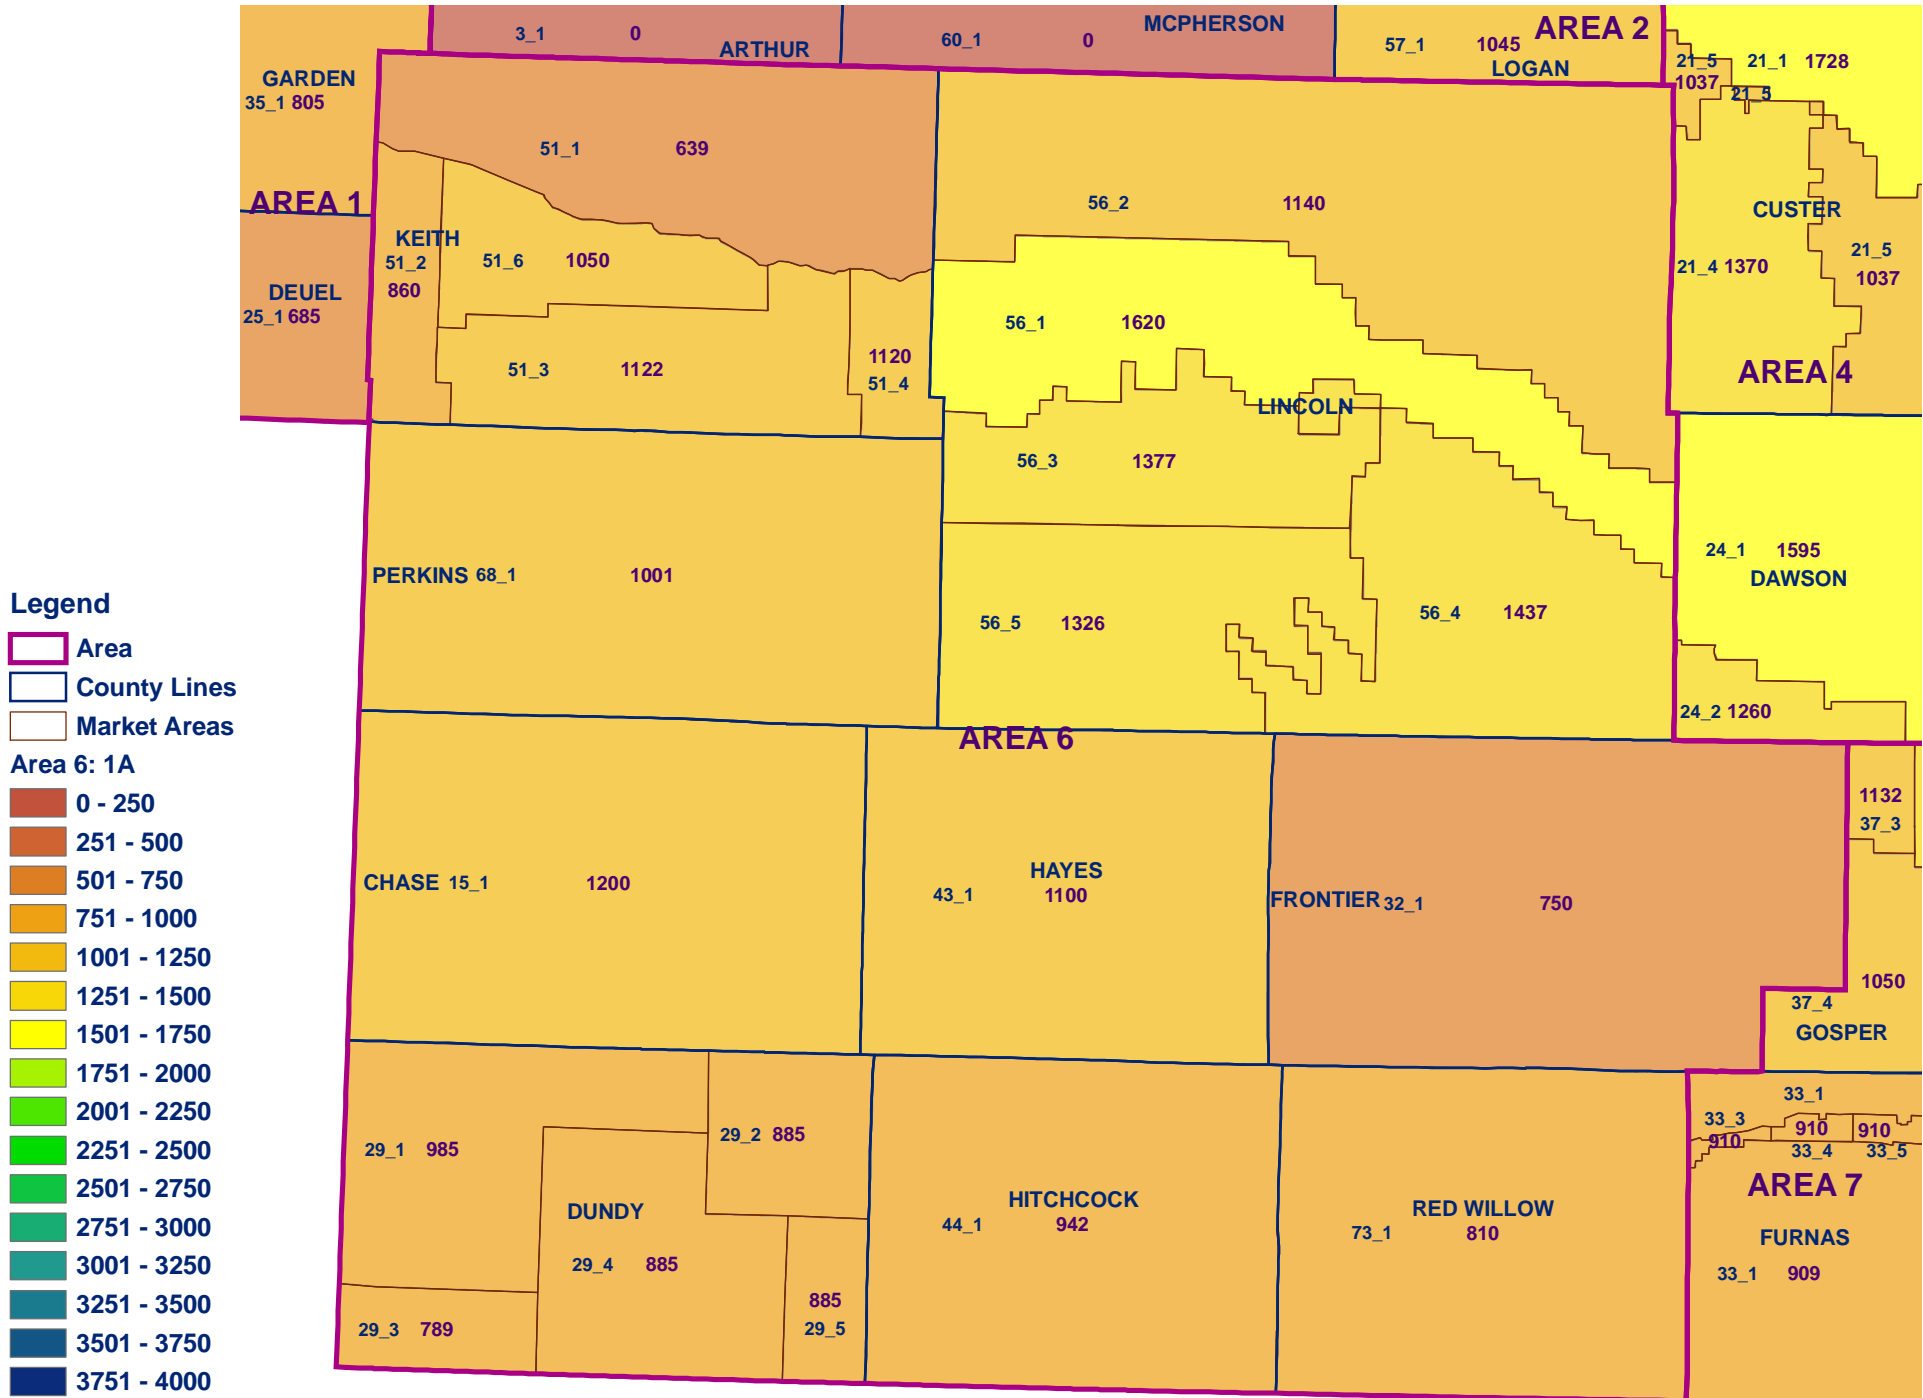 3_1 0 ARTHUR
60_1 0 MCPHERSON
57_1 1045 LOGAN
AREA 2
GARDEN
35_1 805
AREA 1
DEUEL
25_1 685
21_5
1037
21_1 1728
21_5
CUSTER
21_4 1370
21_5
1037
AREA 4
51_1 639
KEITH
51_2
860
51_6 1050
51_3 1122
1120
51_4
56_2 1140
56_1 1620
LINCOLN
56_3 1377
56_5 1326
56_4 1437
24_1 1595
DAWSON
24_2 1260
PERKINS 68_1 1001
AREA 6
CHASE 15_1 1200
HAYES
43_1 1100
FRONTIER 32_1 750
1132
37_3
1050
37_4
GOSPER
29_1 985
29_2 885
DUNDY
29_4 885
29_3 789
885
29_5
HITCHCOCK
44_1 942
RED WILLOW
73_1 810
33_1
33_3
910
910
910
33_4
33_5
AREA 7
FURNAS
33_1 909
Legend
Area
County Lines
Market Areas
Area 6: 1A
0 - 250
251 - 500
501 - 750
751 - 1000
1001 - 1250
1251 - 1500
1501 - 1750
1751 - 2000
2001 - 2250
2251 - 2500
2501 - 2750
2751 - 3000
3001 - 3250
3251 - 3500
3501 - 3750
3751 - 4000